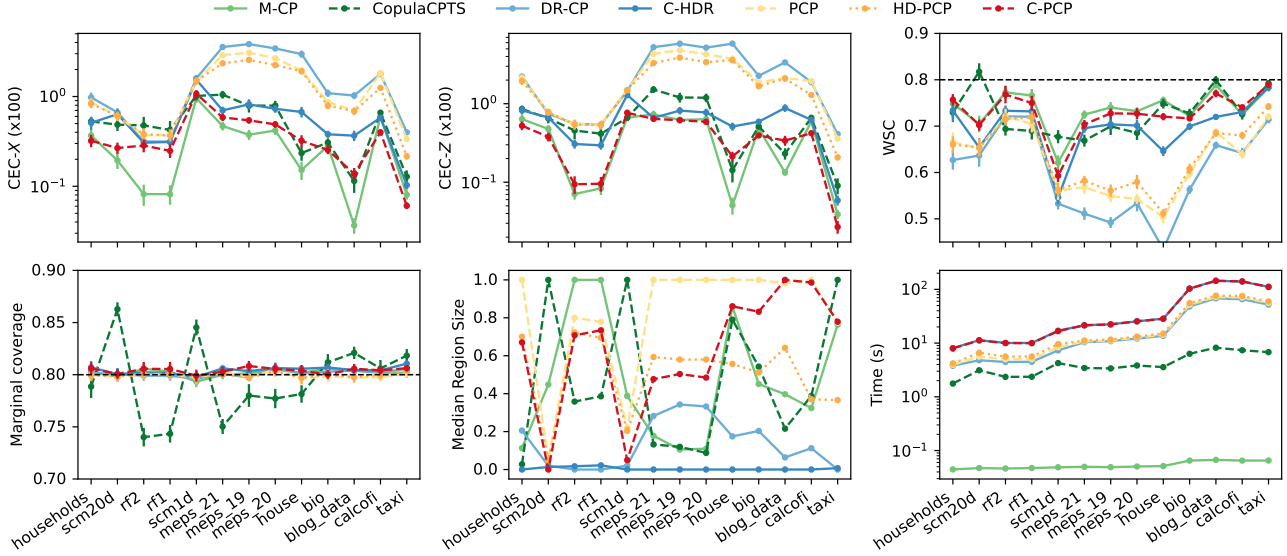 M-CP CopulaCPTS DR-CP C-HDR PCP HD-PCP C-PCP
CEC-X (x100)
10⁰
10⁻¹
CEC-Z (x100)
10⁰
10⁻¹
WSC
0.9
0.8
0.7
0.6
0.5
Marginal coverage
0.90
0.85
0.80
0.75
0.70
households
scm20d
rf2
rf1
scm1d
meps_21
meps_19
meps_20
house
bio
blog_data
calcofi
taxi
Median Region Size
1.0
0.8
0.6
0.4
0.2
0.0
households
scm20d
rf2
rf1
scm1d
meps_21
meps_19
meps_20
house
bio
blog_data
calcofi
taxi
Time (s)
10²
10¹
10⁰
10⁻¹
households
scm20d
rf2
rf1
scm1d
meps_21
meps_19
meps_20
house
bio
blog_data
calcofi
taxi